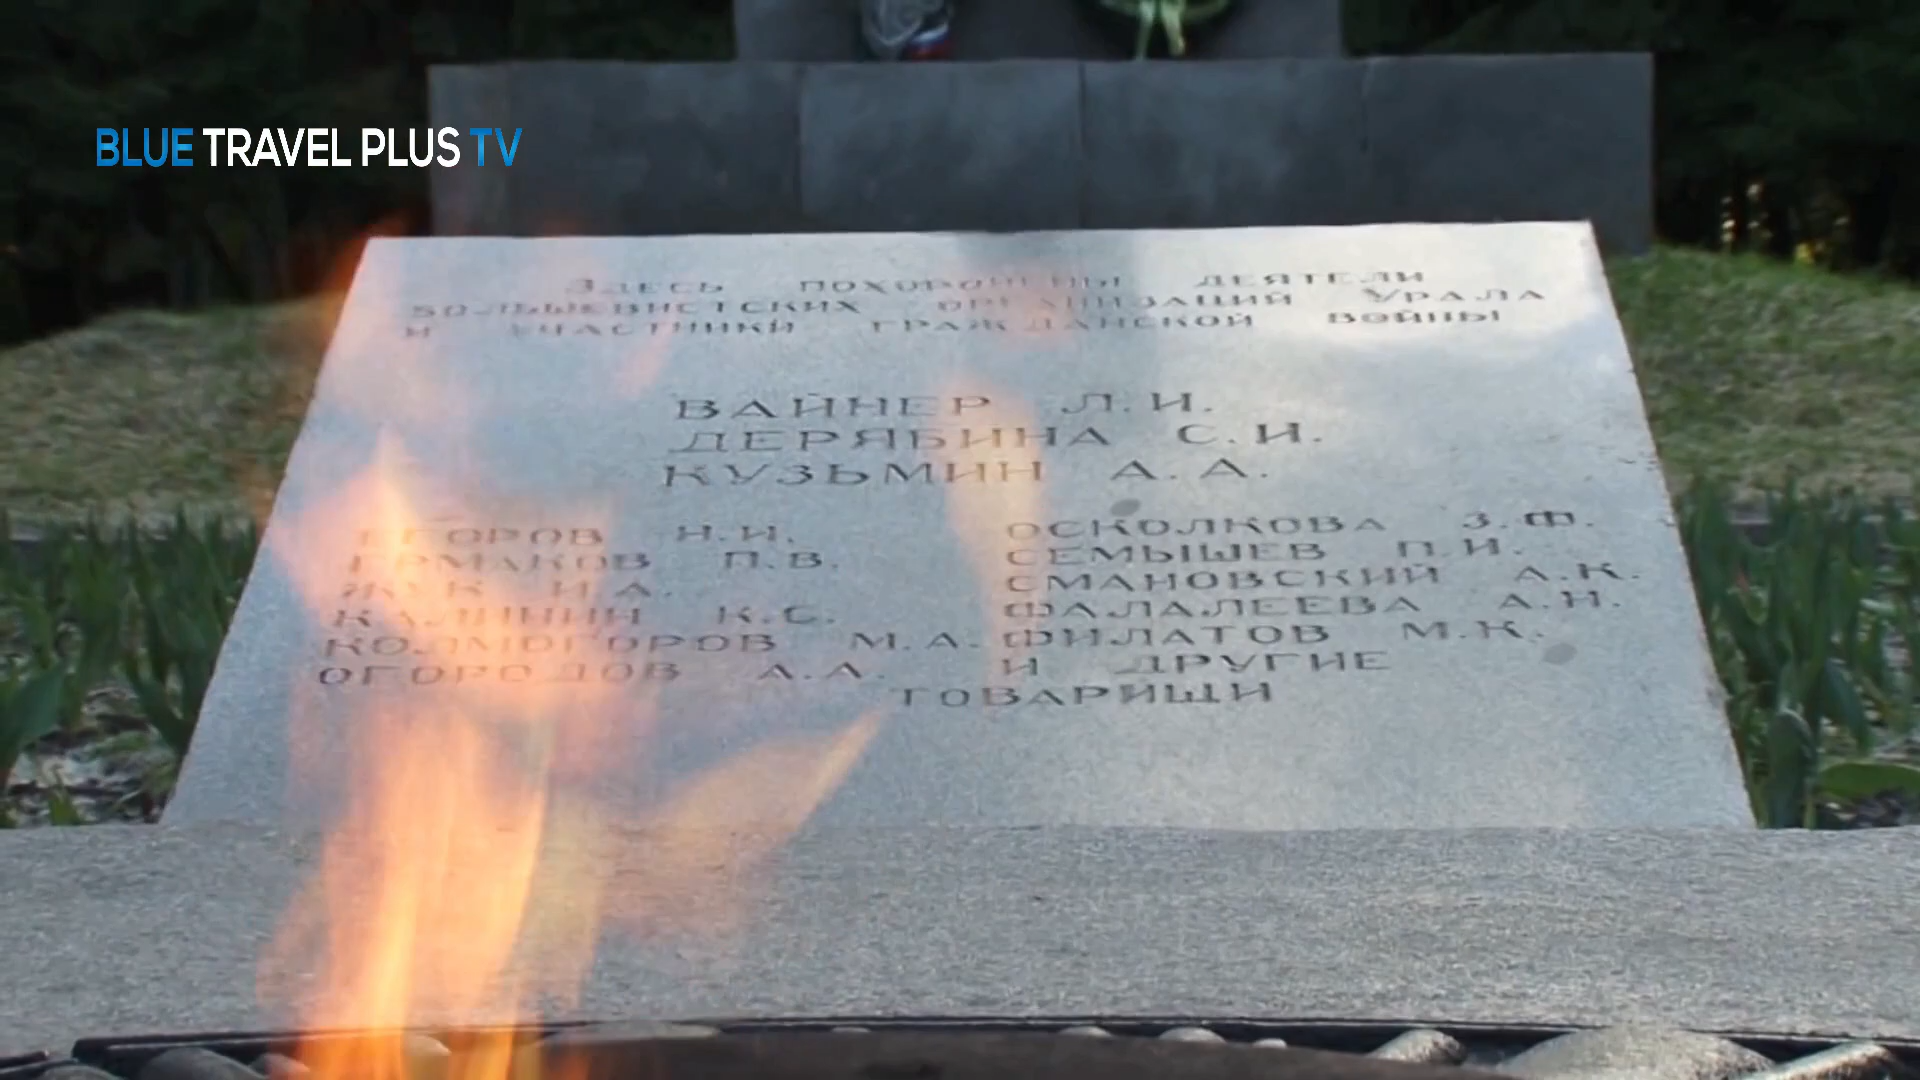 BLUE TRAVEL PLUS TV
Здесь похоронены деятели
большевистских организаций Урала
и участники гражданской войны
ВАЙНЕР Л.И.
ДЕРЯБИНА С.И.
КУЗЬМИН А.А.
ЕГОРОВ Н.И.
ЕРМАКОВ П.В.
ЖУК И.А.
КАЛИНИН К.С.
КОЛМОГОРОВ М.А.
ОГОРОДОВ А.А.
ОСКОЛКОВА З.Ф.
СЕМЫШЕВ П.И.
СМАНОВСКИЙ А.К.
ФАЛАЛЕЕВА А.Н.
ФИЛАТОВ М.К.
И ДРУГИЕ
ТОВАРИЩИ